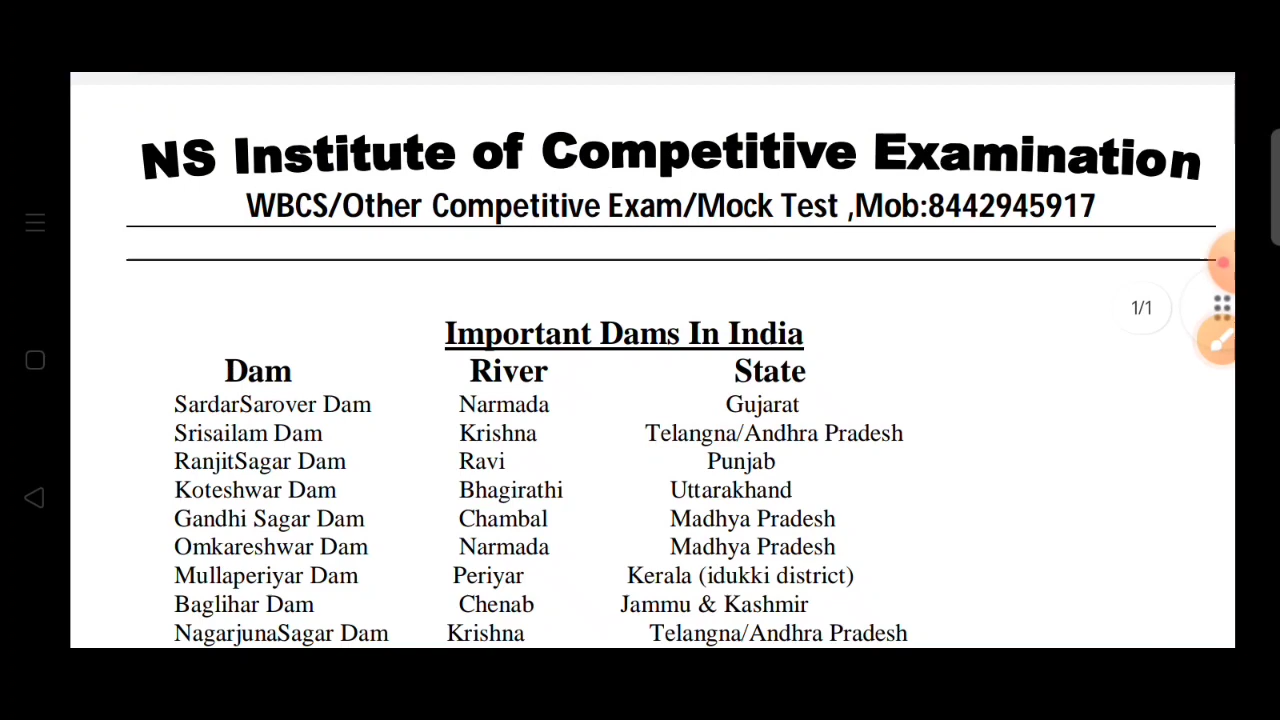 NS Institute of Competitive Examination
WBCS/Other Competitive Exam/Mock Test ,Mob:8442945917
1/1
Important Dams In India
Dam River State
SardarSarover Dam Narmada Gujarat
Srisailam Dam Krishna Telangna/Andhra Pradesh
RanjitSagar Dam Ravi Punjab
Koteshwar Dam Bhagirathi Uttarakhand
Gandhi Sagar Dam Chambal Madhya Pradesh
Omkareshwar Dam Narmada Madhya Pradesh
Mullaperiyar Dam Periyar Kerala (idukki district)
Baglihar Dam Chenab Jammu & Kashmir
NagarjunaSagar Dam Krishna Telangna/Andhra Pradesh